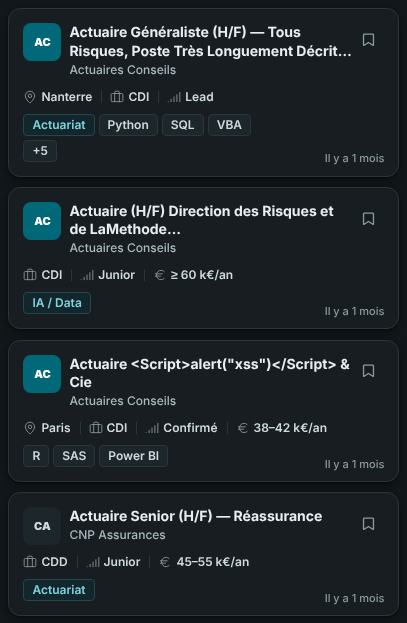 AC
Actuaire Généraliste (H/F) — Tous
Risques, Poste Très Longuement Décrit…
Actuaires Conseils
Nanterre CDI Lead
Actuariat Python SQL VBA
+5
Il y a 1 mois
AC
Actuaire (H/F) Direction des Risques et
de LaMethode…
Actuaires Conseils
CDI Junior ≥ 60 k€/an
IA / Data
Il y a 1 mois
AC
Actuaire <Script>alert("xss")</Script> &
Cie
Actuaires Conseils
Paris CDI Confirmé 38–42 k€/an
R SAS Power BI
Il y a 1 mois
CA
Actuaire Senior (H/F) — Réassurance
CNP Assurances
CDD Junior 45–55 k€/an
Actuariat
Il y a 1 mois